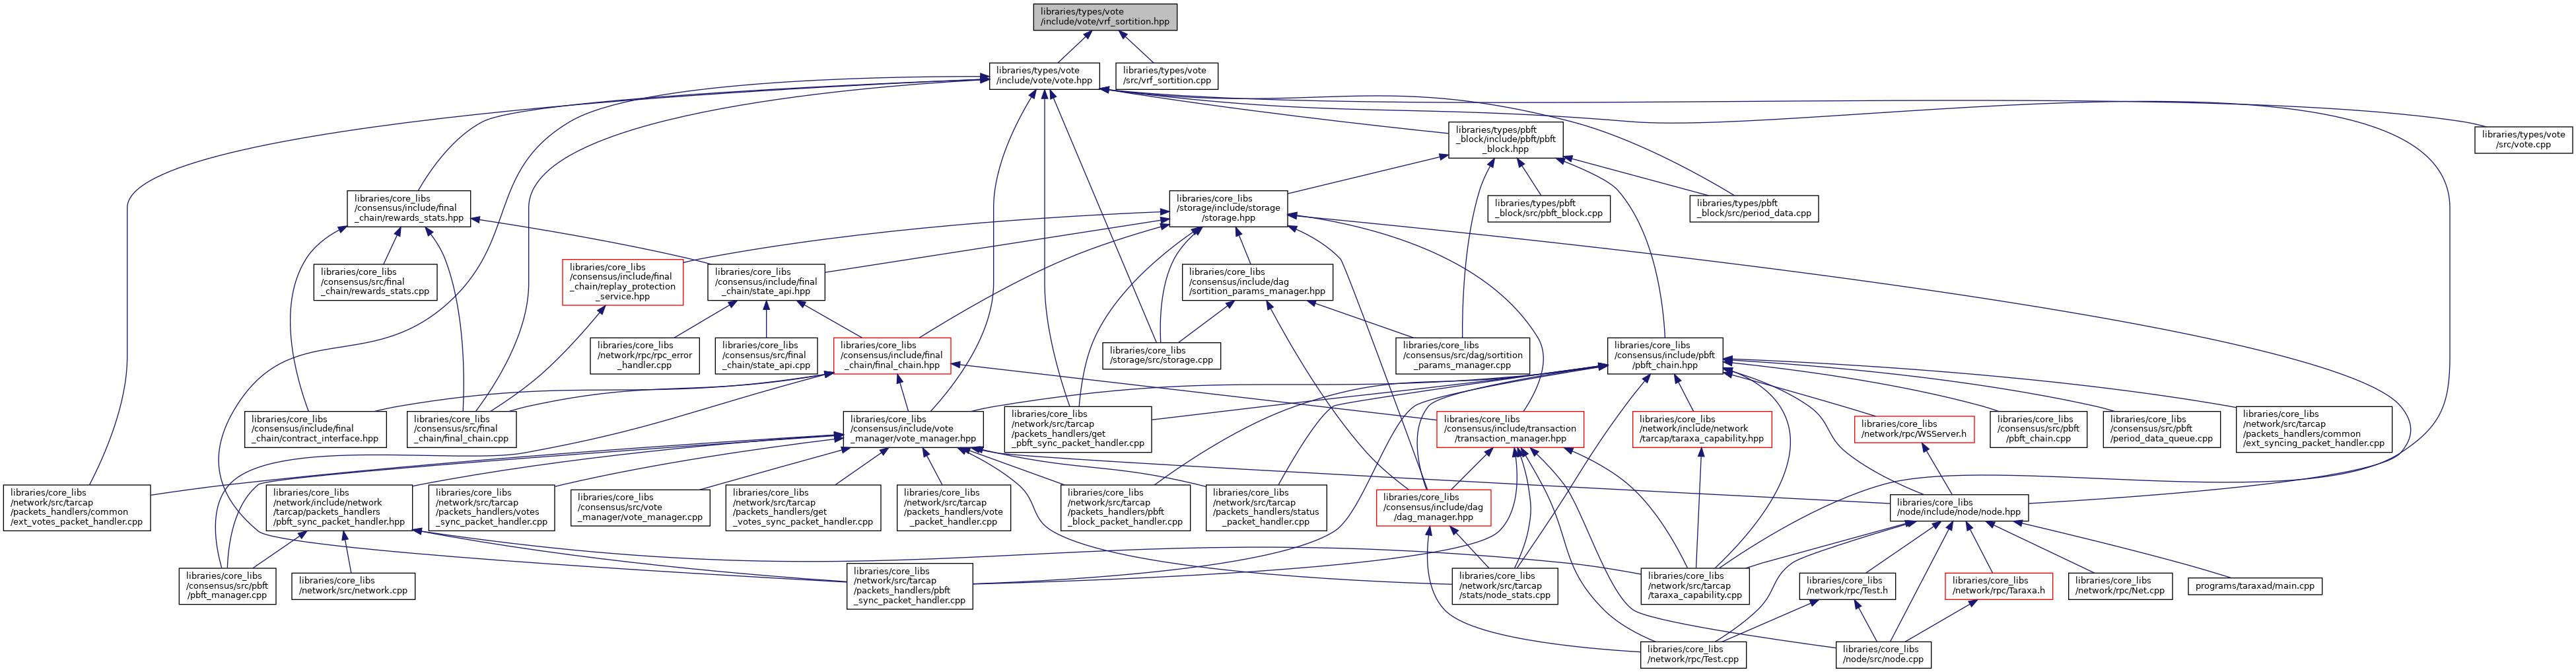 libraries/types/vote
/include/vote/vrf_sortition.hpp
libraries/types/vote
/include/vote/vote.hpp
libraries/types/vote
/src/vrf_sortition.cpp
libraries/types/pbft
_block/include/pbft/pbft
_block.hpp
libraries/types/vote
/src/vote.cpp
libraries/core_libs
/consensus/include/final
_chain/rewards_stats.hpp
libraries/core_libs
/storage/include/storage
/storage.hpp
libraries/types/pbft
_block/src/pbft_block.cpp
libraries/types/pbft
_block/src/period_data.cpp
libraries/core_libs
/consensus/src/final
_chain/rewards_stats.cpp
libraries/core_libs
/consensus/include/final
_chain/replay_protection
_service.hpp
libraries/core_libs
/consensus/include/final
_chain/state_api.hpp
libraries/core_libs
/consensus/include/dag
/sortition_params_manager.hpp
libraries/core_libs
/network/rpc/rpc_error
_handler.cpp
libraries/core_libs
/consensus/src/final
_chain/state_api.cpp
libraries/core_libs
/consensus/include/final
_chain/final_chain.hpp
libraries/core_libs
/storage/src/storage.cpp
libraries/core_libs
/consensus/src/dag/sortition
_params_manager.cpp
libraries/core_libs
/consensus/include/pbft
/pbft_chain.hpp
libraries/core_libs
/consensus/include/final
_chain/contract_interface.hpp
libraries/core_libs
/consensus/src/final
_chain/final_chain.cpp
libraries/core_libs
/consensus/include/vote
_manager/vote_manager.hpp
libraries/core_libs
/network/src/tarcap
/packets_handlers/get
_pbft_sync_packet_handler.cpp
libraries/core_libs
/consensus/include/transaction
/transaction_manager.hpp
libraries/core_libs
/network/include/network
/tarcap/taraxa_capability.hpp
libraries/core_libs
/network/rpc/WSServer.h
libraries/core_libs
/consensus/src/pbft
/pbft_chain.cpp
libraries/core_libs
/consensus/src/pbft
/period_data_queue.cpp
libraries/core_libs
/network/src/tarcap
/packets_handlers/common
/ext_syncing_packet_handler.cpp
libraries/core_libs
/network/src/tarcap
/packets_handlers/common
/ext_votes_packet_handler.cpp
libraries/core_libs
/network/include/network
/tarcap/packets_handlers
/pbft_sync_packet_handler.hpp
libraries/core_libs
/network/src/tarcap
/packets_handlers/votes
_sync_packet_handler.cpp
libraries/core_libs
/consensus/src/vote
_manager/vote_manager.cpp
libraries/core_libs
/network/src/tarcap
/packets_handlers/get
_votes_sync_packet_handler.cpp
libraries/core_libs
/network/src/tarcap
/packets_handlers/vote
_packet_handler.cpp
libraries/core_libs
/network/src/tarcap
/packets_handlers/pbft
_block_packet_handler.cpp
libraries/core_libs
/network/src/tarcap
/packets_handlers/status
_packet_handler.cpp
libraries/core_libs
/consensus/include/dag
/dag_manager.hpp
libraries/core_libs
/node/include/node/node.hpp
libraries/core_libs
/consensus/src/pbft
/pbft_manager.cpp
libraries/core_libs
/network/src/network.cpp
libraries/core_libs
/network/src/tarcap
/packets_handlers/pbft
_sync_packet_handler.cpp
libraries/core_libs
/network/src/tarcap
/stats/node_stats.cpp
libraries/core_libs
/network/src/tarcap
/taraxa_capability.cpp
libraries/core_libs
/network/rpc/Test.h
libraries/core_libs
/network/rpc/Taraxa.h
libraries/core_libs
/network/rpc/Net.cpp
programs/taraxad/main.cpp
libraries/core_libs
/network/rpc/Test.cpp
libraries/core_libs
/node/src/node.cpp